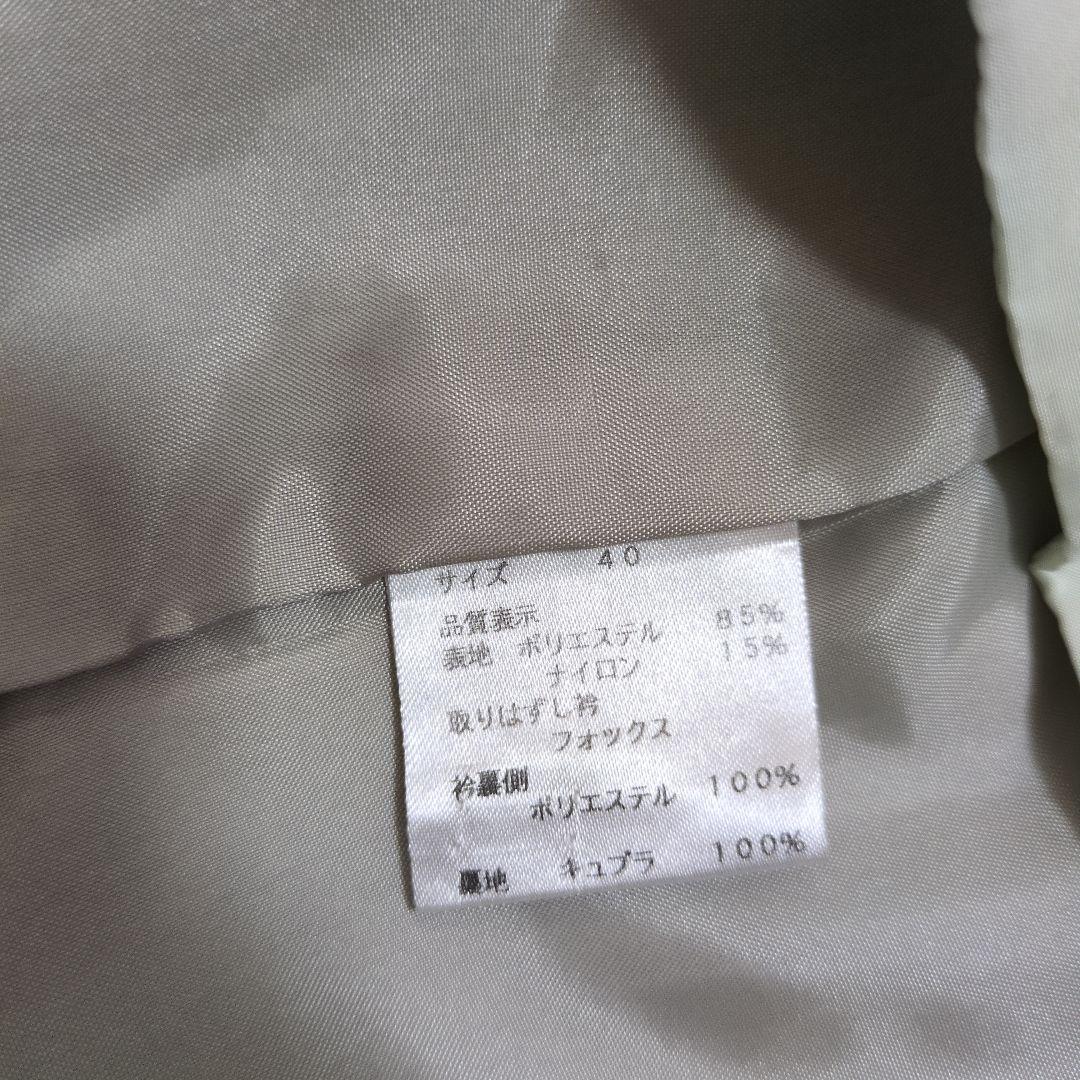 サイズ 40
品質表示
表地 ポリエステル 85%
ナイロン 15%
取りはずし衿
フォックス
衿裏側
ポリエステル 100%
裏地 キュプラ 100%